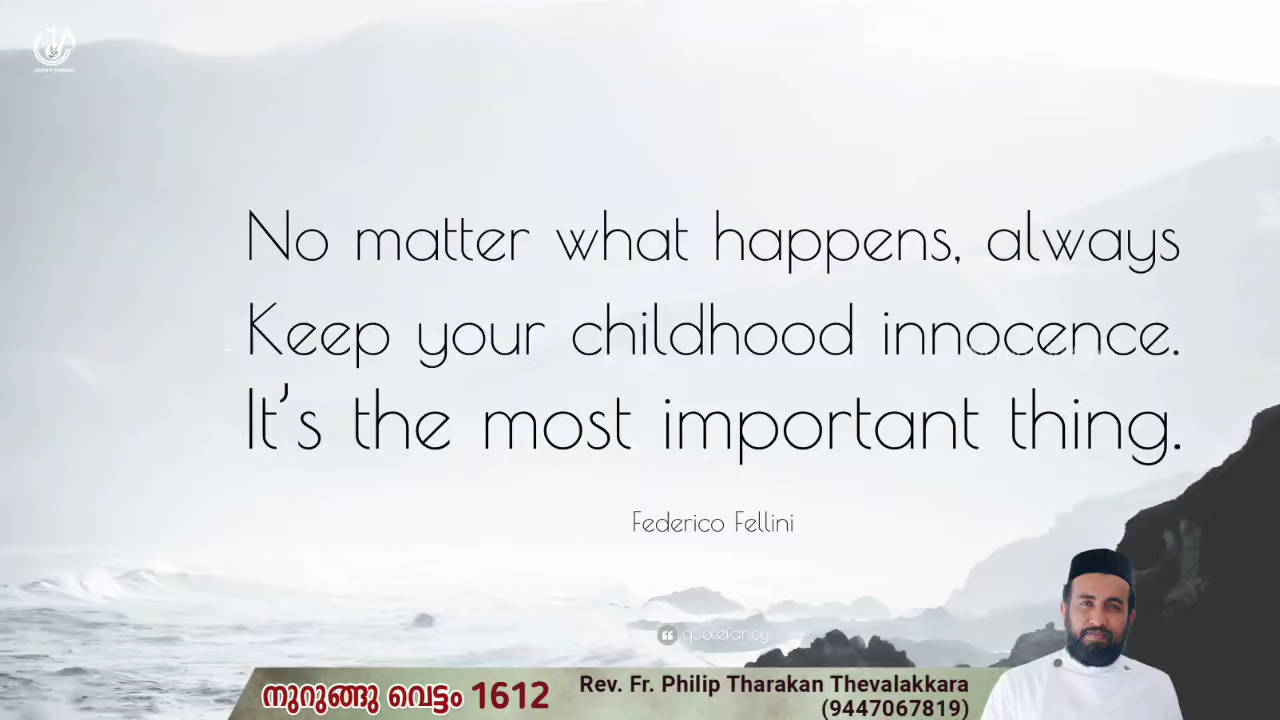 No matter what happens, always
Keep your childhood innocence.
It's the most important thing.
Federico Fellini
quotefancy
നുറുങ്ങു വെട്ടം 1612
Rev. Fr. Philip Tharakan Thevalakkara
(9447067819)